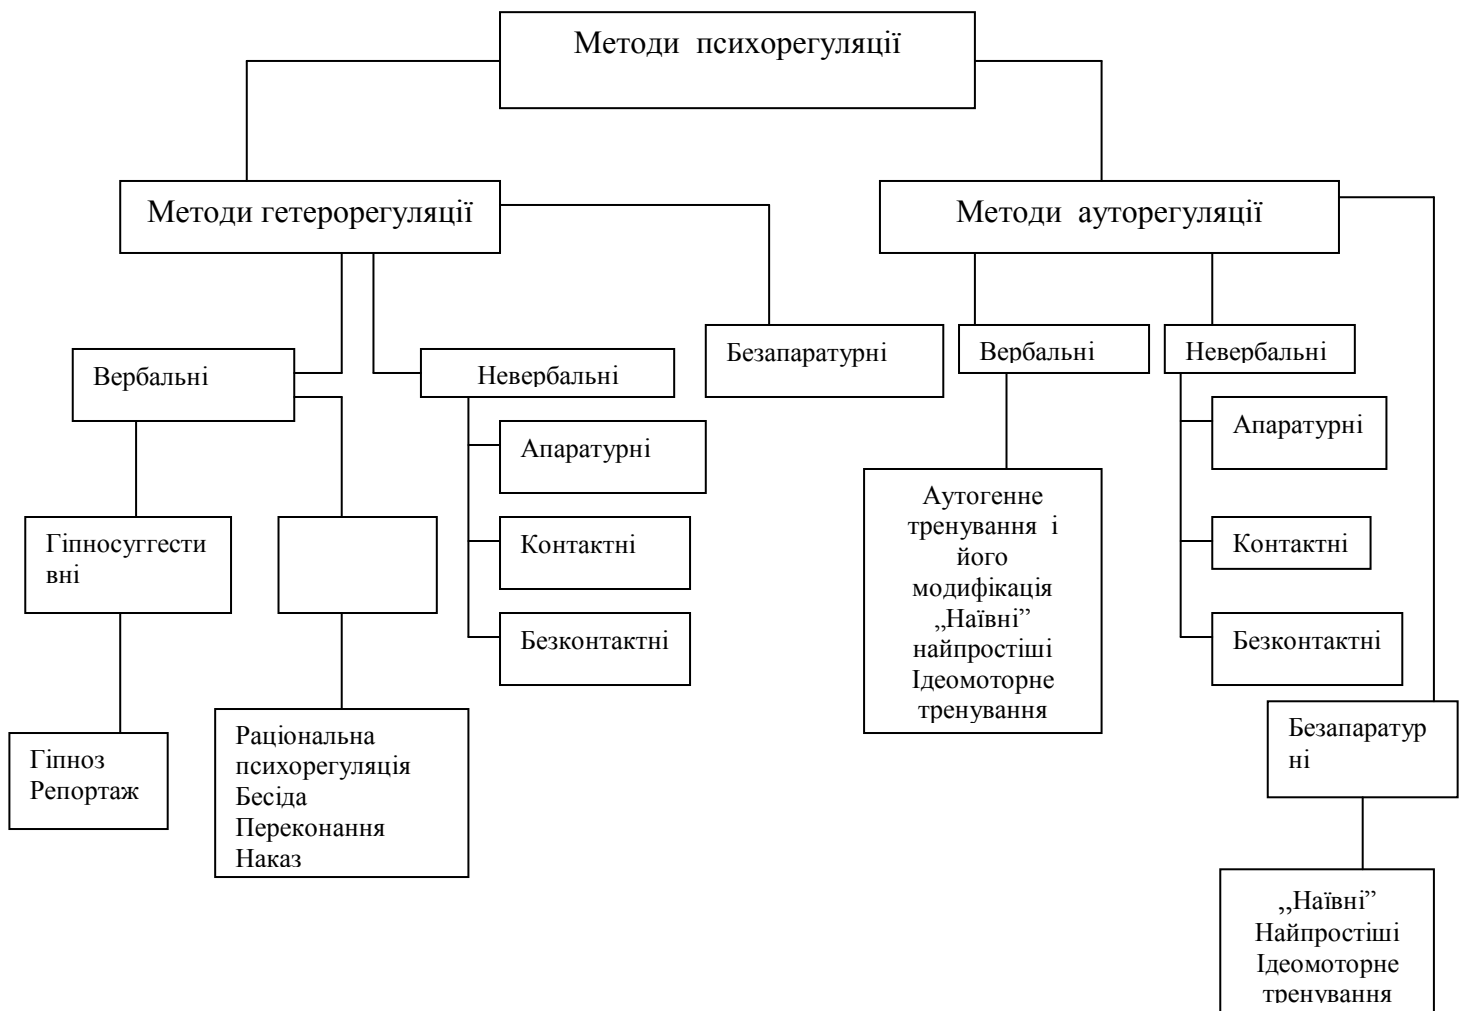 Методи психорегуляції
Методи гетерорегуляції
Методи ауторегуляції
Вербальні
Невербальні
Безапаратурні
Вербальні
Невербальні
Апаратурні
Контактні
Безконтактні
Апаратурні
Контактні
Безконтактні
Гіпносуггести
вні
Аутогенне
тренування і
його
модифікація
„Наївні”
найпростіші
Ідеомоторне
тренування
Гіпноз
Репортаж
Раціональна
психорегуляція
Бесіда
Переконання
Наказ
Безапаратур
ні
„Наївні”
Найпростіші
Ідеомоторне
тренування